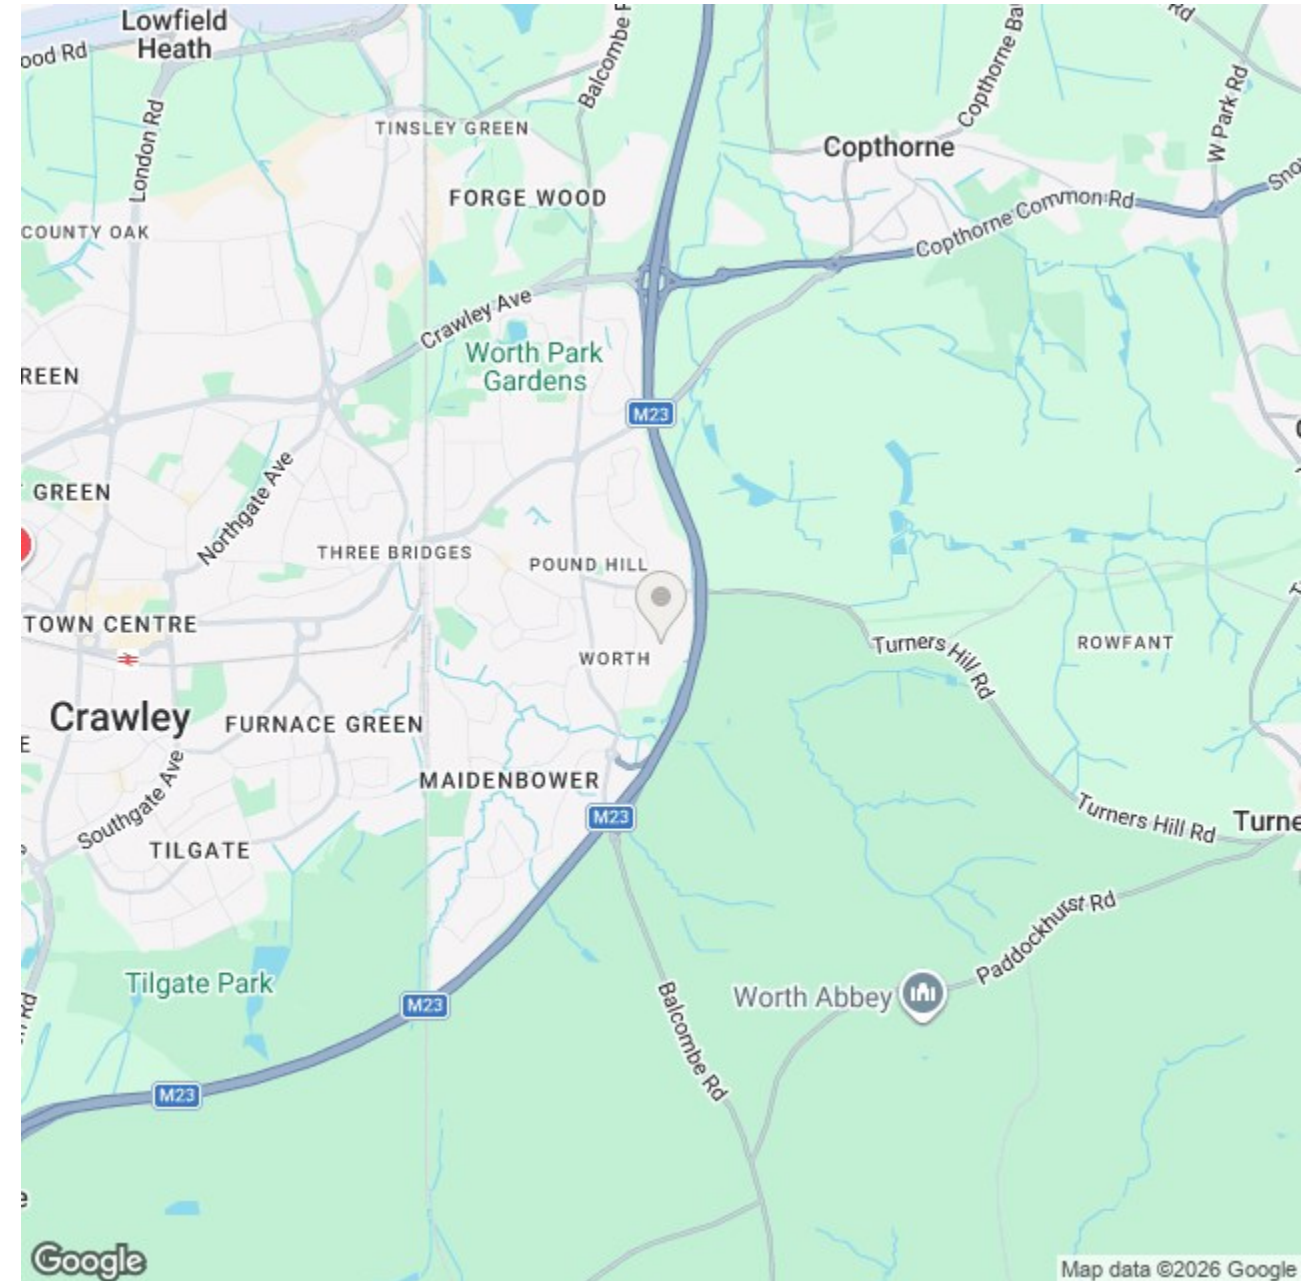 Lowfield
Heath
ood Rd
London Rd
Balcombe R
Copthorne Ba
Rd
W Park Rd
TINSLEY GREEN
Copthorne
FORGE WOOD
Sno
Copthorne Common Rd
COUNTY OAK
Crawley Ave
Worth Park
Gardens
REEN
M23
GREEN
Northgate Ave
THREE BRIDGES
POUND HILL
TOWN CENTRE
Turners Hill Rd
ROWFANT
WORTH
Crawley
FURNACE GREEN
E
MAIDENBOWER
Southgate Ave
M23
Turners Hill Rd
Turne
TILGATE
Paddockhurst Rd
Tilgate Park
Worth Abbey
M23
Balcombe Rd
M23
Google
Map data ©2026 Google